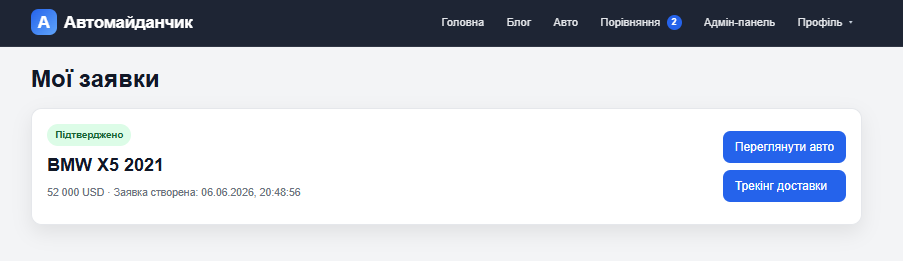 A Автомайданчик Головна Блог Авто Порівняння 2 Адмін-панель Профіль
Мої заявки
Підтверджено
BMW X5 2021
52 000 USD · Заявка створена: 06.06.2026, 20:48:56
Переглянути авто
Трекінг доставки